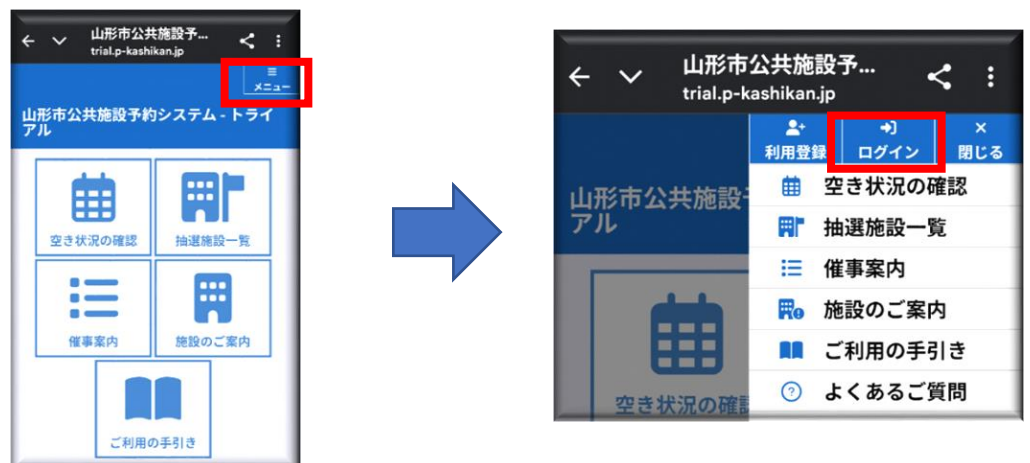 山形市公共施設予...
trial.p-kashikan.jp
メニュー
山形市公共施設予約システム - トライ
アル
空き状況の確認
抽選施設一覧
催事案内
施設のご案内
ご利用の手引き
山形市公共施設予...
trial.p-kashikan.jp
利用登録
ログイン
閉じる
山形市公共施設予
アル
空き状況の確認
空き状況の確認
抽選施設一覧
催事案内
施設のご案内
ご利用の手引き
よくあるご質問